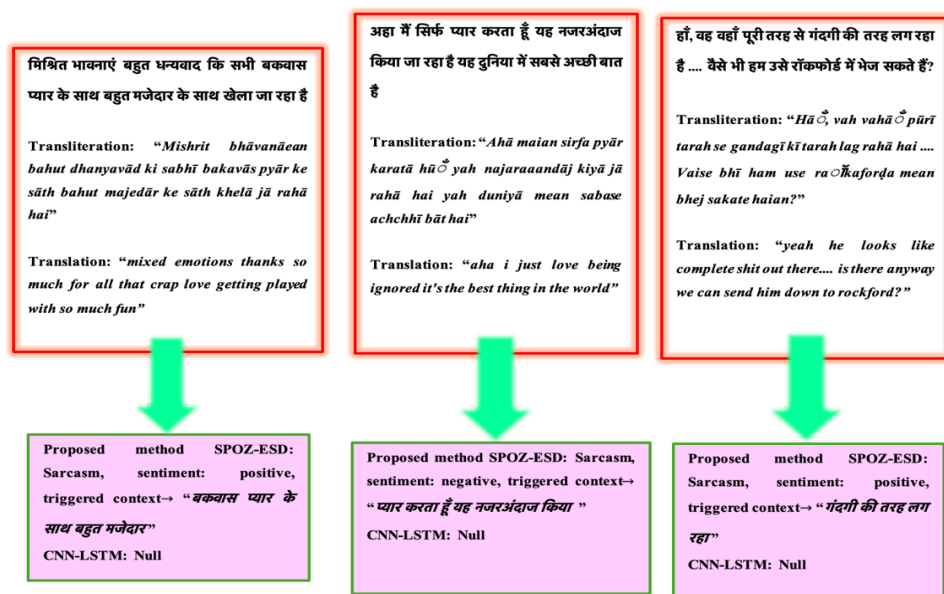 मिश्रित भावनाएं बहुत धन्यवाद कि सभी बकवास
प्यार के साथ बहुत मजेदार के साथ खेला जा रहा है
Transliteration: “Mishrit bhāvanāean
bahut dhanyavād ki sabhī bakavās pyār ke
sāth bahut majedār ke sāth khelā jā rahā
hai”
Translation: “mixed emotions thanks so
much for all that crap love getting played
with so much fun”
अहा मैं सिर्फ प्यार करता हूँ यह नजरअंदाज
किया जा रहा है यह दुनिया में सबसे अच्छी बात
है
Transliteration: “Ahā maian sirfa pyār
karatā hūँ yah najaraaandāj kiyā jā
rahā hai yah duniyā mean sabase
achchhī bāt hai”
Translation: “aha i just love being
ignored it's the best thing in the world”
हाँ, वह वहाँ पूरी तरह से गंदगी की तरह लग रहा
है .... वैसे भी हम उसे रॉकफोर्ड में भेज सकते हैं?
Transliteration: “Hāँ, vah vahāँ pūrī
tarah se gandagī kī tarah lag rahā hai ....
Vaise bhī ham use raॉkaforḍa mean
bhej sakate haian?”
Translation: “yeah he looks like
complete shit out there.... is there anyway
we can send him down to rockford?”
Proposed method SPOZ-ESD:
Sarcasm, sentiment: positive,
triggered context→ “बकवास प्यार के
साथ बहुत मजेदार”
CNN-LSTM: Null
Proposed method SPOZ-ESD: Sarcasm,
sentiment: negative, triggered context→
“प्यार करता हूँ यह नजरअंदाज किया ”
CNN-LSTM: Null
Proposed method SPOZ-ESD:
Sarcasm, sentiment: positive,
triggered context→ “गंदगी की तरह लग
रहा”
CNN-LSTM: Null